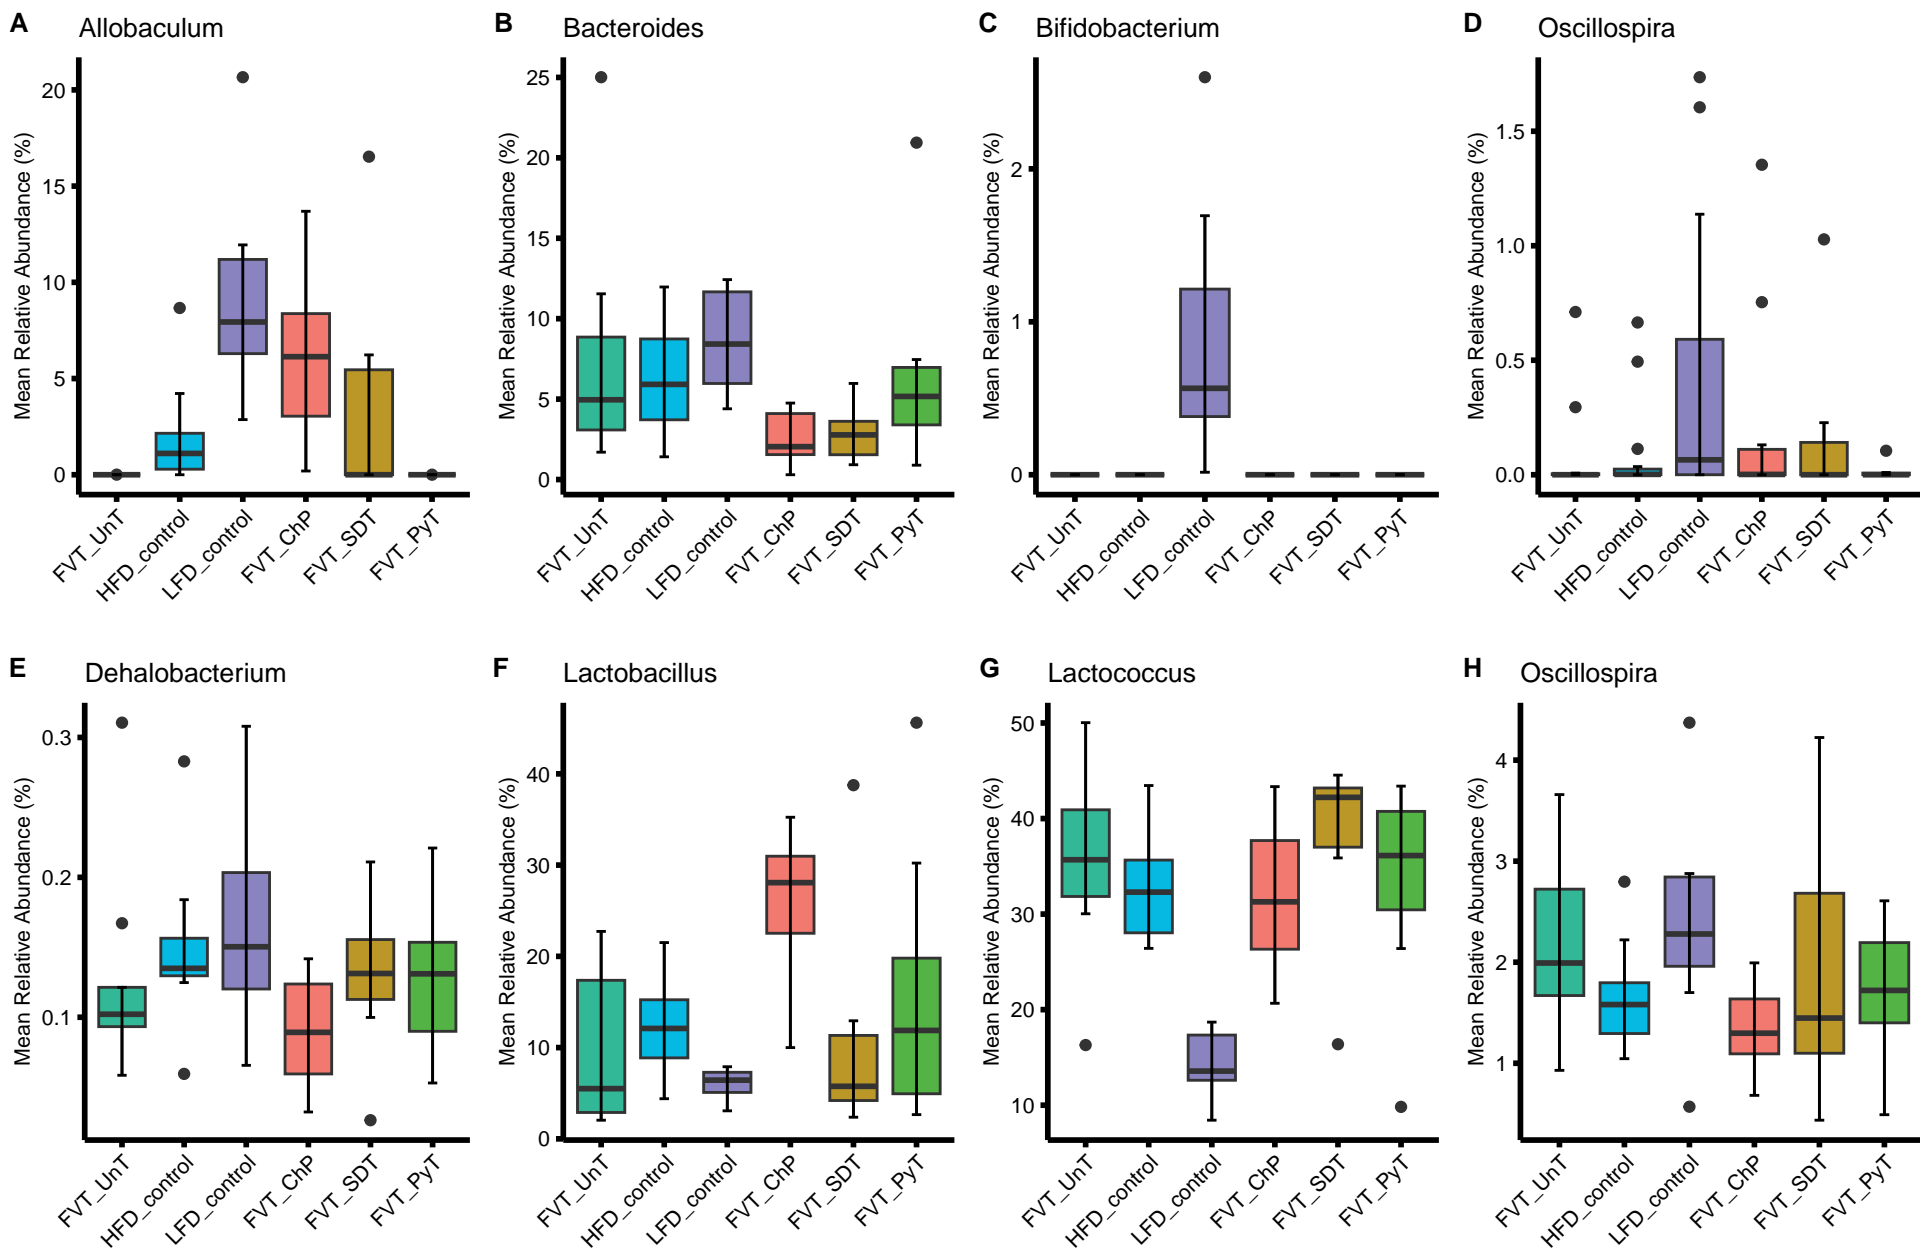 A Allobaculum
Mean Relative Abundance (%)
20
15
10
5
0
FVT_UnT
HFD_control
LFD_control
FVT_ChP
FVT_SDT
FVT_PyT
B Bacteroides
Mean Relative Abundance (%)
25
20
15
10
5
0
FVT_UnT
HFD_control
LFD_control
FVT_ChP
FVT_SDT
FVT_PyT
C Bifidobacterium
Mean Relative Abundance (%)
2
1
0
FVT_UnT
HFD_control
LFD_control
FVT_ChP
FVT_SDT
FVT_PyT
D Oscillospira
Mean Relative Abundance (%)
1.5
1.0
0.5
0.0
FVT_UnT
HFD_control
LFD_control
FVT_ChP
FVT_SDT
FVT_PyT
E Dehalobacterium
Mean Relative Abundance (%)
0.3
0.2
0.1
FVT_UnT
HFD_control
LFD_control
FVT_ChP
FVT_SDT
FVT_PyT
F Lactobacillus
Mean Relative Abundance (%)
40
30
20
10
0
FVT_UnT
HFD_control
LFD_control
FVT_ChP
FVT_SDT
FVT_PyT
G Lactococcus
Mean Relative Abundance (%)
50
40
30
20
10
FVT_UnT
HFD_control
LFD_control
FVT_ChP
FVT_SDT
FVT_PyT
H Oscillospira
Mean Relative Abundance (%)
4
3
2
1
FVT_UnT
HFD_control
LFD_control
FVT_ChP
FVT_SDT
FVT_PyT